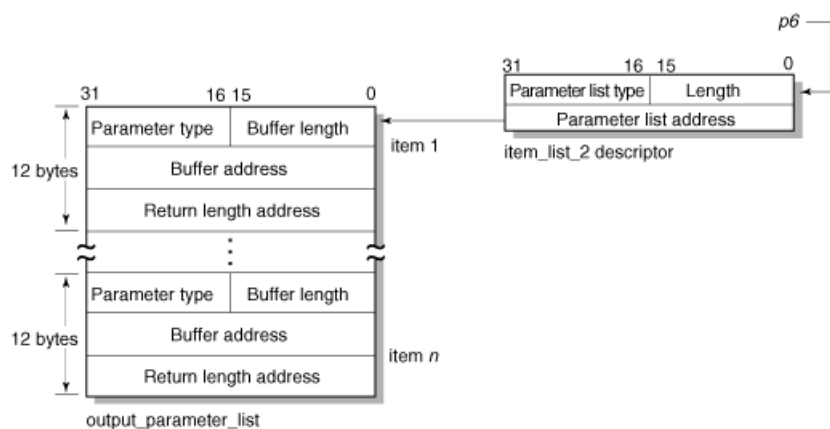 p6
31 16 15 0
Parameter list type Length
Parameter list address
item_list_2 descriptor
31 16 15 0
Parameter type Buffer length
item 1
12 bytes
Buffer address
Return length address
Parameter type Buffer length
12 bytes
Buffer address
item n
Return length address
output_parameter_list